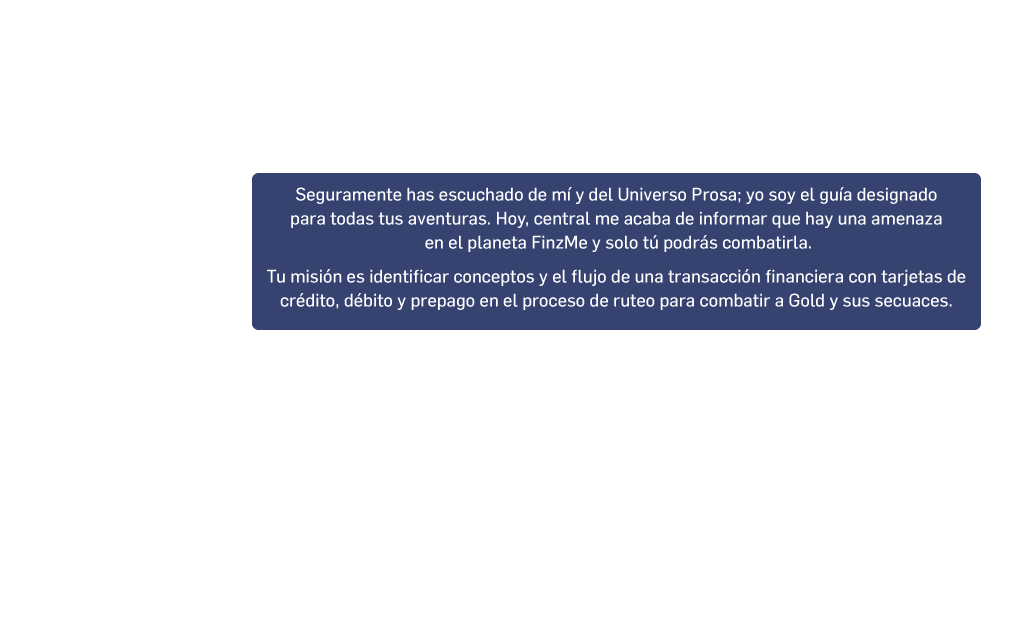 Seguramente has escuchado de mí y del Universo Prosa; yo soy el guía designado
para todas tus aventuras. Hoy, central me acaba de informar que hay una amenaza
en el planeta FinzMe y solo tú podrás combatirla.
Tu misión es identificar conceptos y el flujo de una transacción financiera con tarjetas de
crédito, débito y prepago en el proceso de ruteo para combatir a Gold y sus secuaces.